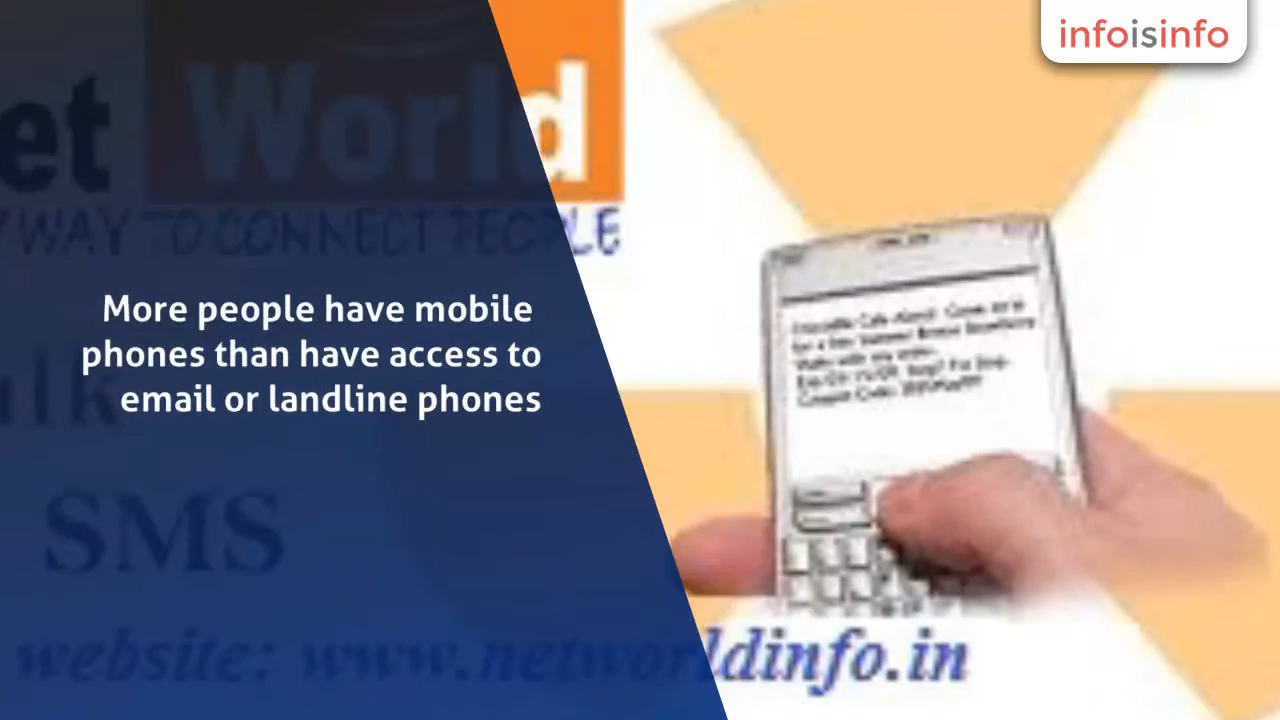 infoisinfo
et World
WAY TO CONNECT PEOPLE
More people have mobile
phones than have access to
email or landline phones
ulk
SMS
website: www.networldinfo.in